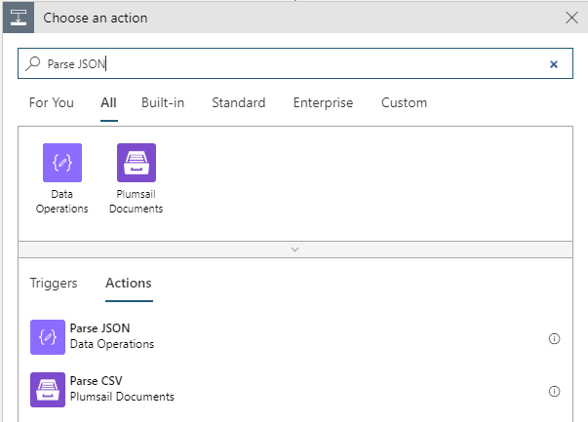 Choose an action
Parse JSON
For You All Built-in Standard Enterprise Custom
Data
Operations
Plumsail
Documents
Triggers Actions
Parse JSON
Data Operations
Parse CSV
Plumsail Documents